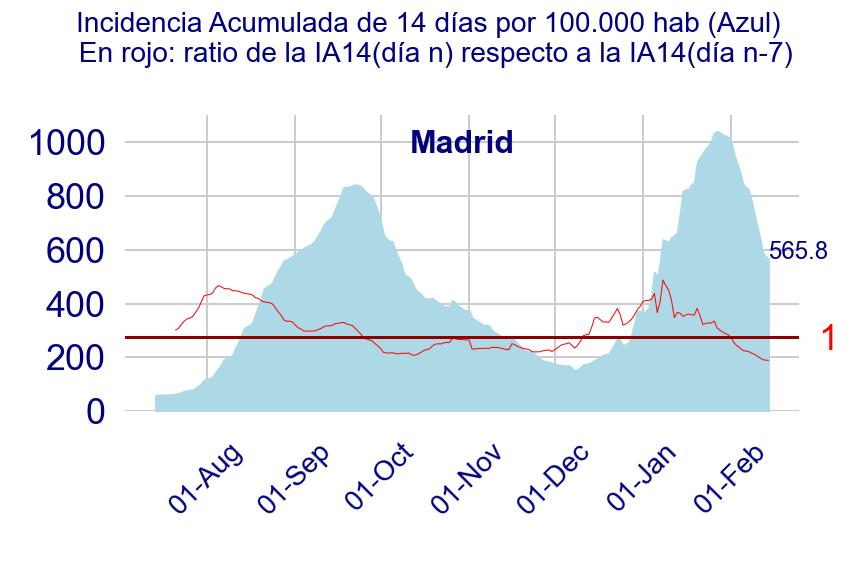 Incidencia Acumulada de 14 días por 100.000 hab (Azul)
En rojo: ratio de la IA14(día n) respecto a la IA14(día n-7)
Madrid
1000
800
600
400
200
0
565.8
1
01-Aug
01-Sep
01-Oct
01-Nov
01-Dec
01-Jan
01-Feb